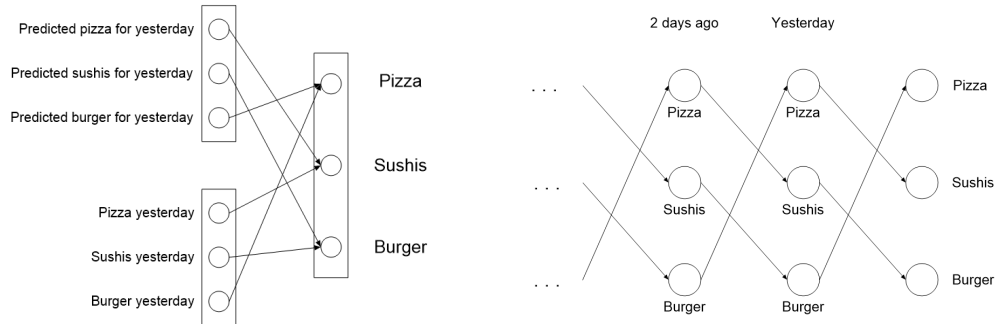 Predicted pizza for yesterday
Predicted sushis for yesterday
Predicted burger for yesterday
Pizza yesterday
Sushis yesterday
Burger yesterday
Pizza
Sushis
Burger
2 days ago Yesterday
. . .
Pizza Pizza Pizza
. . .
Sushis Sushis Sushis
. . .
Burger Burger Burger